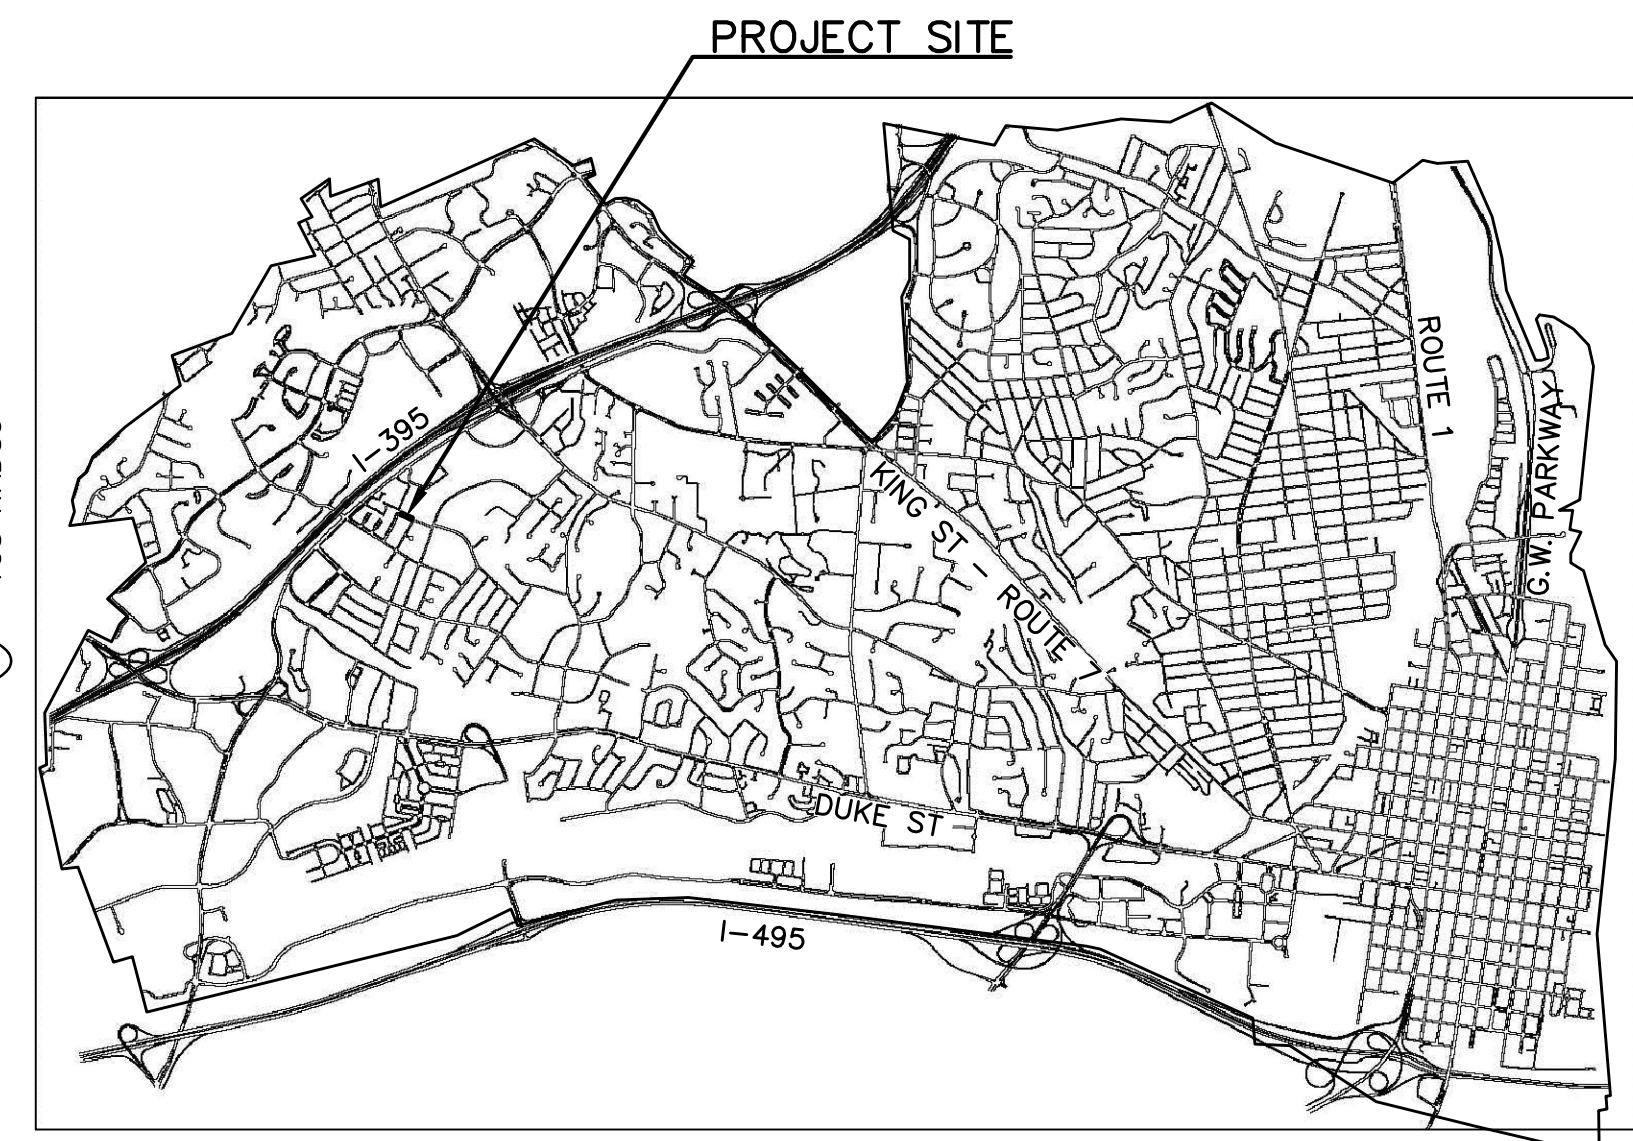 PROJECT SITE
I-395
KING ST - ROUTE 7
ROUTE 1
G.W. PARKWAY
DUKE ST
I-495